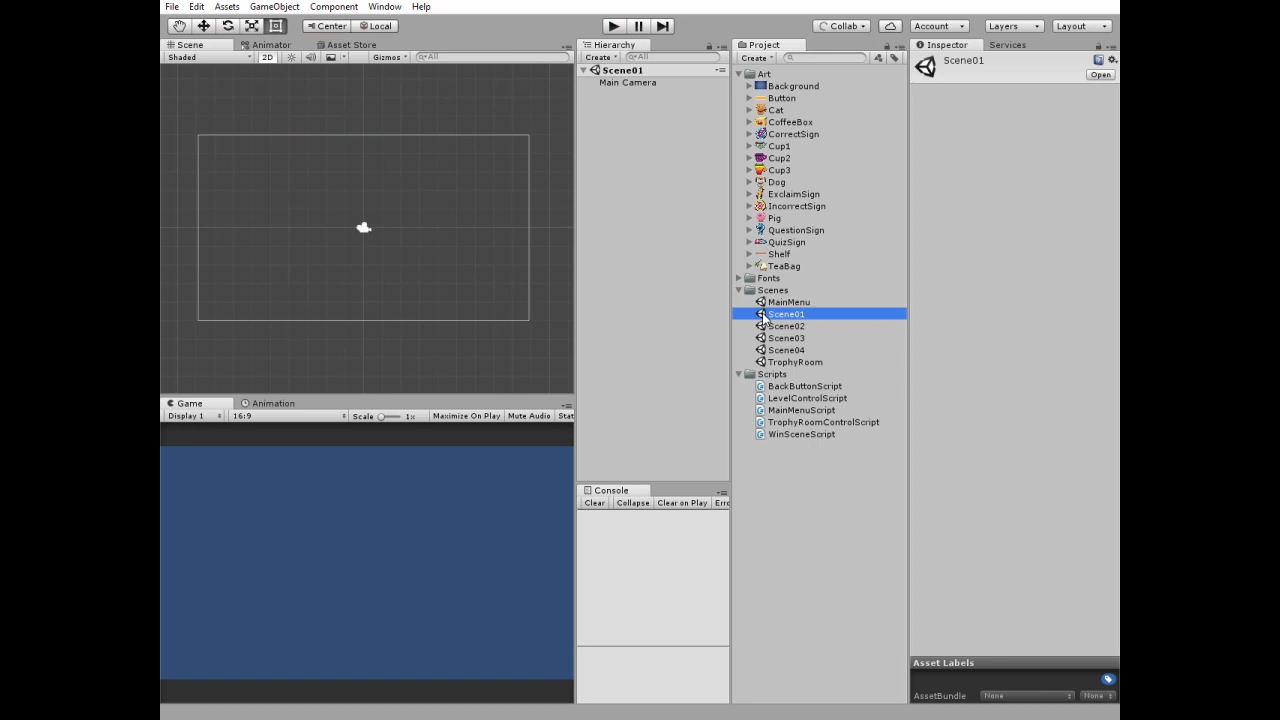 File Edit Assets GameObject Component Window Help
Center Local
Collab
Account
Layers
Layout
Scene Animator Asset Store
Shaded 2D Gizmos All
Game Animation
Display 1 16:9 Scale 1x Maximize On Play Mute Audio Stat
Hierarchy
Create All
Scene01
Main Camera
Console
Clear Collapse Clear on Play Erro
Project
Create
Art
Background
Button
Cat
CoffeeBox
CorrectSign
Cup1
Cup2
Cup3
Dog
ExclaimSign
IncorrectSign
Pig
QuestionSign
QuizSign
Shelf
TeaBag
Fonts
Scenes
MainMenu
Scene01
Scene02
Scene03
Scene04
TrophyRoom
Scripts
BackButtonScript
LevelControlScript
MainMenuScript
TrophyRoomControlScript
WinSceneScript
Inspector Services
Scene01
Open
Asset Labels
AssetBundle None None